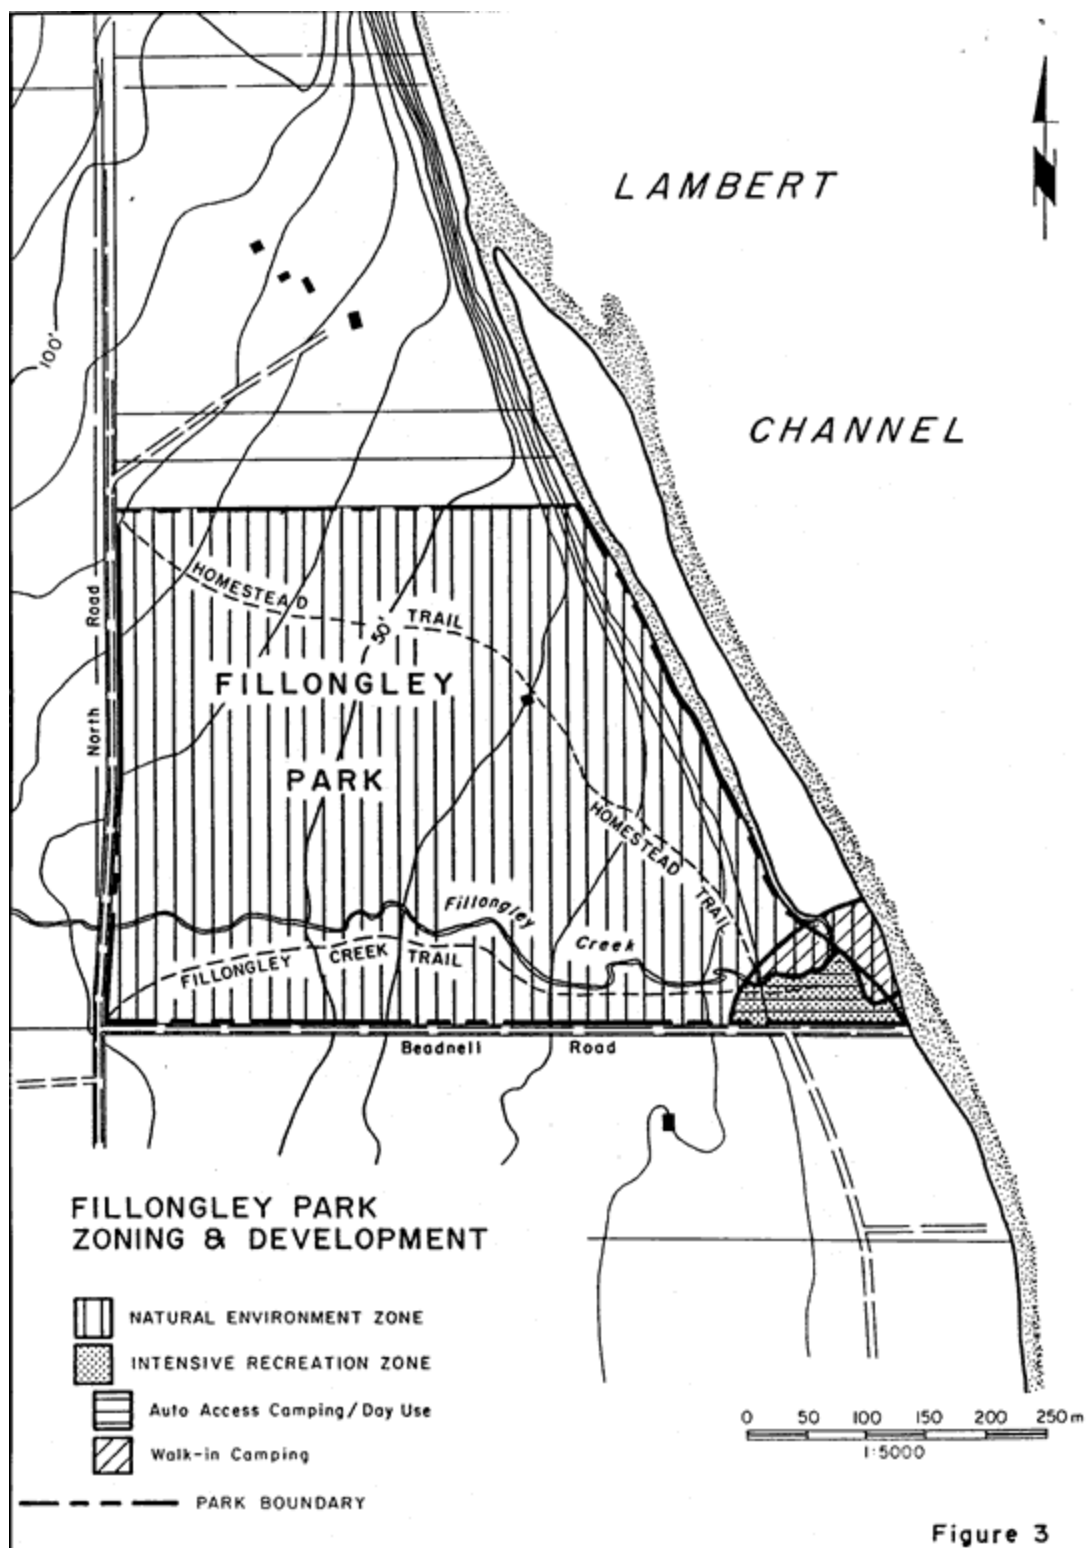 LAMBERT
CHANNEL
100'
North Road
HOMESTEAD TRAIL
50'
FILLONGLEY
PARK
HOMESTEAD TRAIL
Fillongley
Creek
FILLONGLEY CREEK TRAIL
Beadnell Road
FILLONGLEY PARK
ZONING & DEVELOPMENT
NATURAL ENVIRONMENT ZONE
INTENSIVE RECREATION ZONE
Auto Access Camping/Day Use
Walk-in Camping
PARK BOUNDARY
0 50 100 150 200 250 m
1:5000
Figure 3